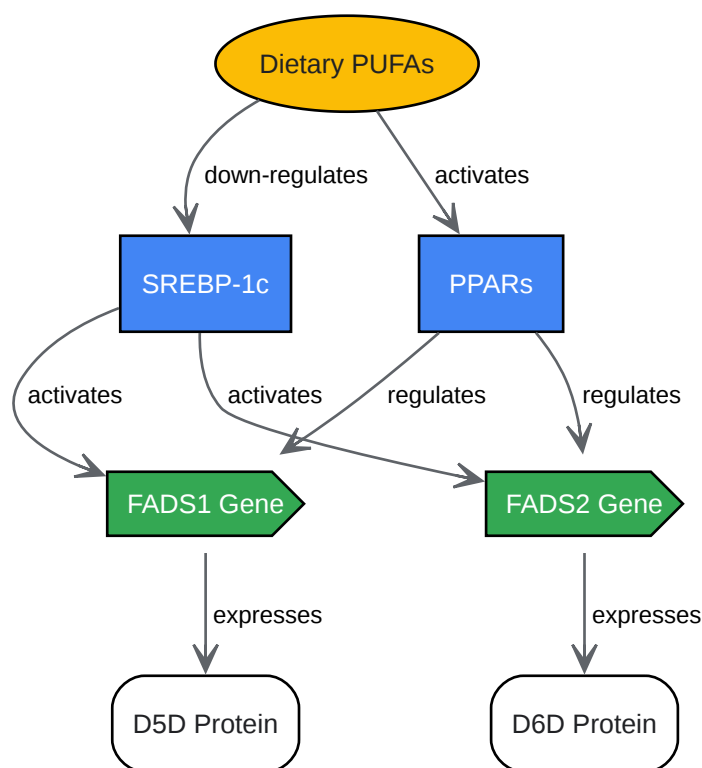 Dietary PUFAs
down-regulates
activates
SREBP-1c
PPARs
activates
activates
regulates
regulates
FADS1 Gene
FADS2 Gene
expresses
expresses
D5D Protein
D6D Protein